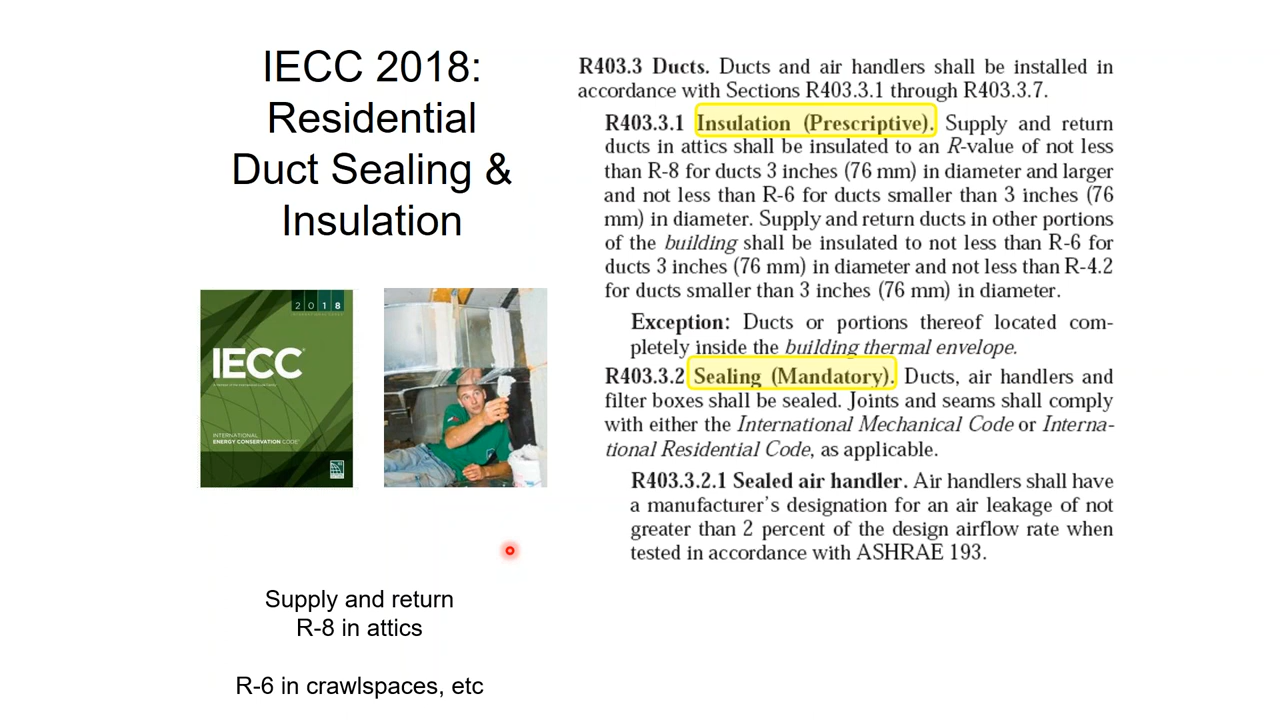 IECC 2018:
Residential
Duct Sealing &
Insulation
2018
IECC
INTERNATIONAL
ENERGY CONSERVATION CODE
Supply and return
R-8 in attics
R-6 in crawlspaces, etc
R403.3 Ducts. Ducts and air handlers shall be installed in
accordance with Sections R403.3.1 through R403.3.7.
R403.3.1 Insulation (Prescriptive). Supply and return
ducts in attics shall be insulated to an R-value of not less
than R-8 for ducts 3 inches (76 mm) in diameter and larger
and not less than R-6 for ducts smaller than 3 inches (76
mm) in diameter. Supply and return ducts in other portions
of the building shall be insulated to not less than R-6 for
ducts 3 inches (76 mm) in diameter and not less than R-4.2
for ducts smaller than 3 inches (76 mm) in diameter.
Exception: Ducts or portions thereof located com-
pletely inside the building thermal envelope.
R403.3.2 Sealing (Mandatory). Ducts, air handlers and
filter boxes shall be sealed. Joints and seams shall comply
with either the International Mechanical Code or Interna-
tional Residential Code, as applicable.
R403.3.2.1 Sealed air handler. Air handlers shall have
a manufacturer's designation for an air leakage of not
greater than 2 percent of the design airflow rate when
tested in accordance with ASHRAE 193.